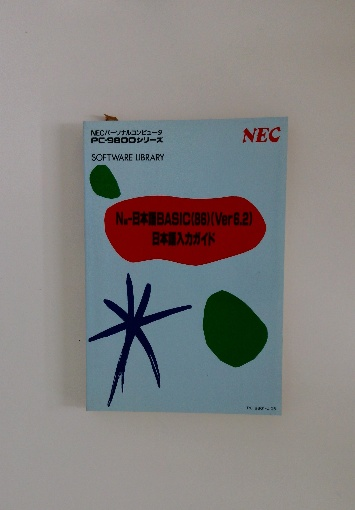 NECパーソナルコンピュータ
PC-9800シリーズ
NEC
SOFTWARE LIBRARY
N₈₈-日本語BASIC(86)(Ver6.2)
日本語入力ガイド